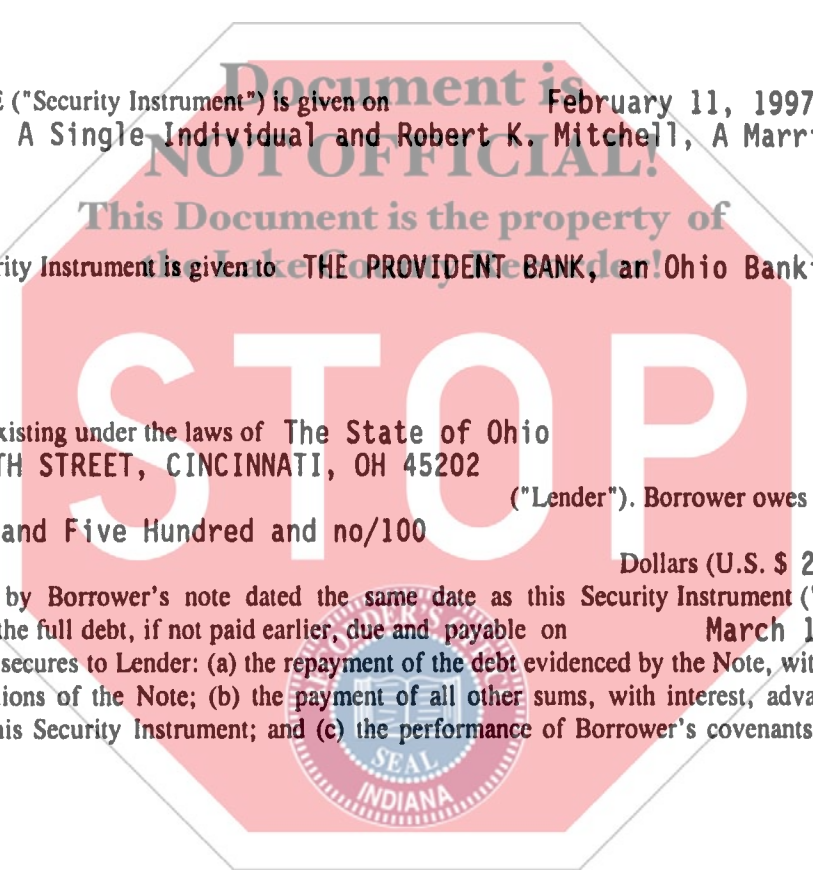 Document is
("Security Instrument") is given on February 11, 1997
A Single Individual and Robert K. Mitchell, A Marr
NOT OFFICIAL!
This Document is the property of
the Lake County Recorder!
rity Instrument is given to THE PROVIDENT BANK, an Ohio Bank
STOP
xisting under the laws of The State of Ohio
TH STREET, CINCINNATI, OH 45202
("Lender"). Borrower owes
and Five Hundred and no/100
Dollars (U.S. $ 2
by Borrower's note dated the same date as this Security Instrument ("
the full debt, if not paid earlier, due and payable on March 1
secures to Lender: (a) the repayment of the debt evidenced by the Note, wit
ions of the Note; (b) the payment of all other sums, with interest, adva
his Security Instrument; and (c) the performance of Borrower's covenants
RECORDER'S OFFICE
SEAL
INDIANA